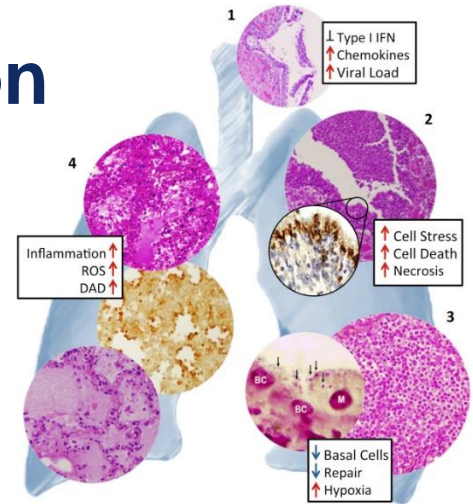 on
1
⊥ Type I IFN
↑ Chemokines
↑ Viral Load
2
↑ Cell Stress
↑ Cell Death
↑ Necrosis
3
BC
BC
M
↓ Basal Cells
↓ Repair
↑ Hypoxia
4
Inflammation ↑
ROS ↑
DAD ↑